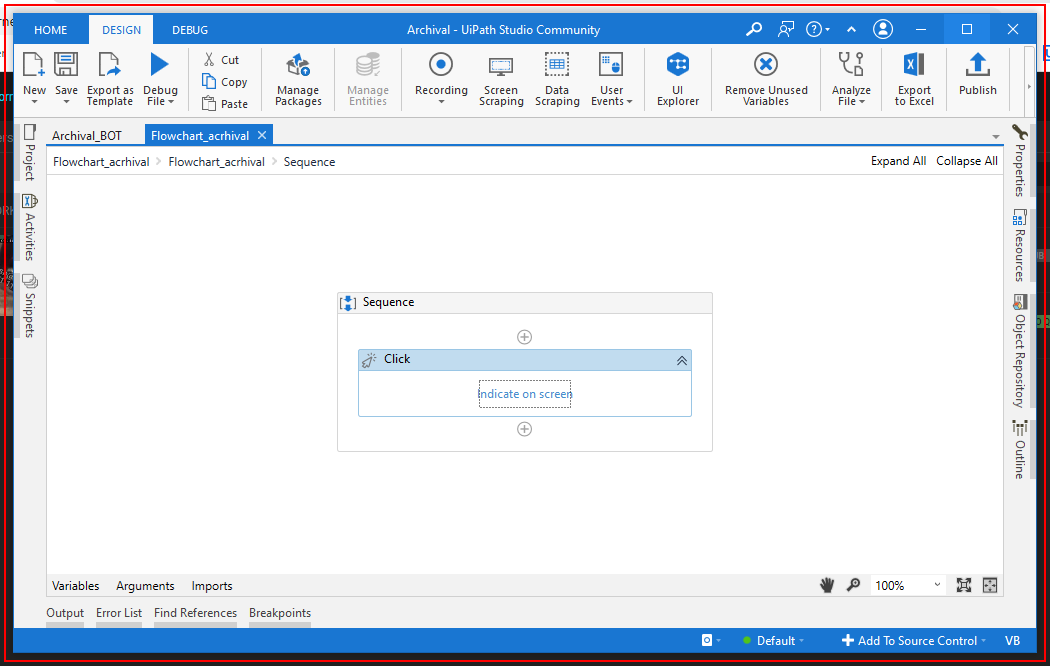 HOME DESIGN DEBUG Archival - UiPath Studio Community
New Save Export as Template Debug File Cut Copy Paste Manage Packages Manage Entities Recording Screen Scraping Data Scraping User Events UI Explorer Remove Unused Variables Analyze File Export to Excel Publish
Archival_BOT Flowchart_acrhival
Flowchart_acrhival Flowchart_acrhival Sequence Expand All Collapse All
Project
Activities
Snippets
Properties
Resources
Object Repository
Outline
Sequence
Click
Indicate on screen
Variables Arguments Imports 100%
Output Error List Find References Breakpoints
Default Add To Source Control VB